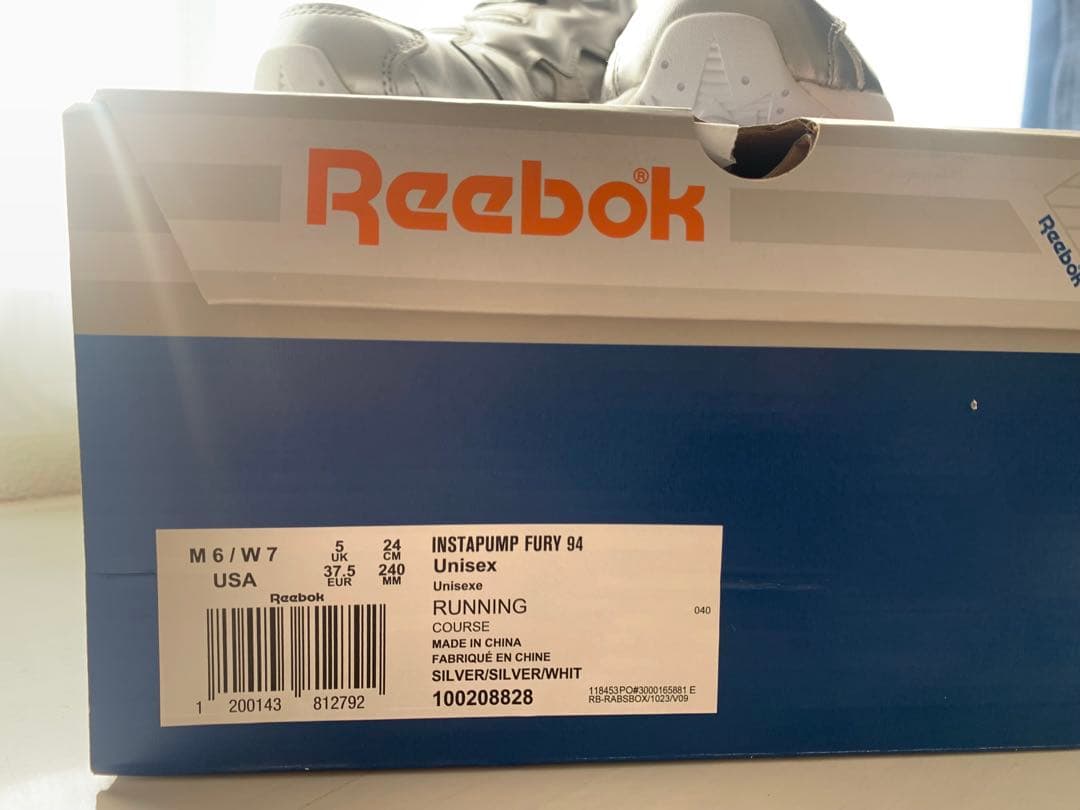 Reebok®
Reebok
M 6 / W 7
USA
5
UK
37.5
EUR
24
CM
240
MM
Reebok
1 200143 812792
INSTAPUMP FURY 94
Unisex
Unisexe
RUNNING
COURSE
MADE IN CHINA
FABRIQUÉ EN CHINE
SILVER/SILVER/WHIT
100208828
040
118453PO#3000165881 E
RB-RABSBOX/1023/V09